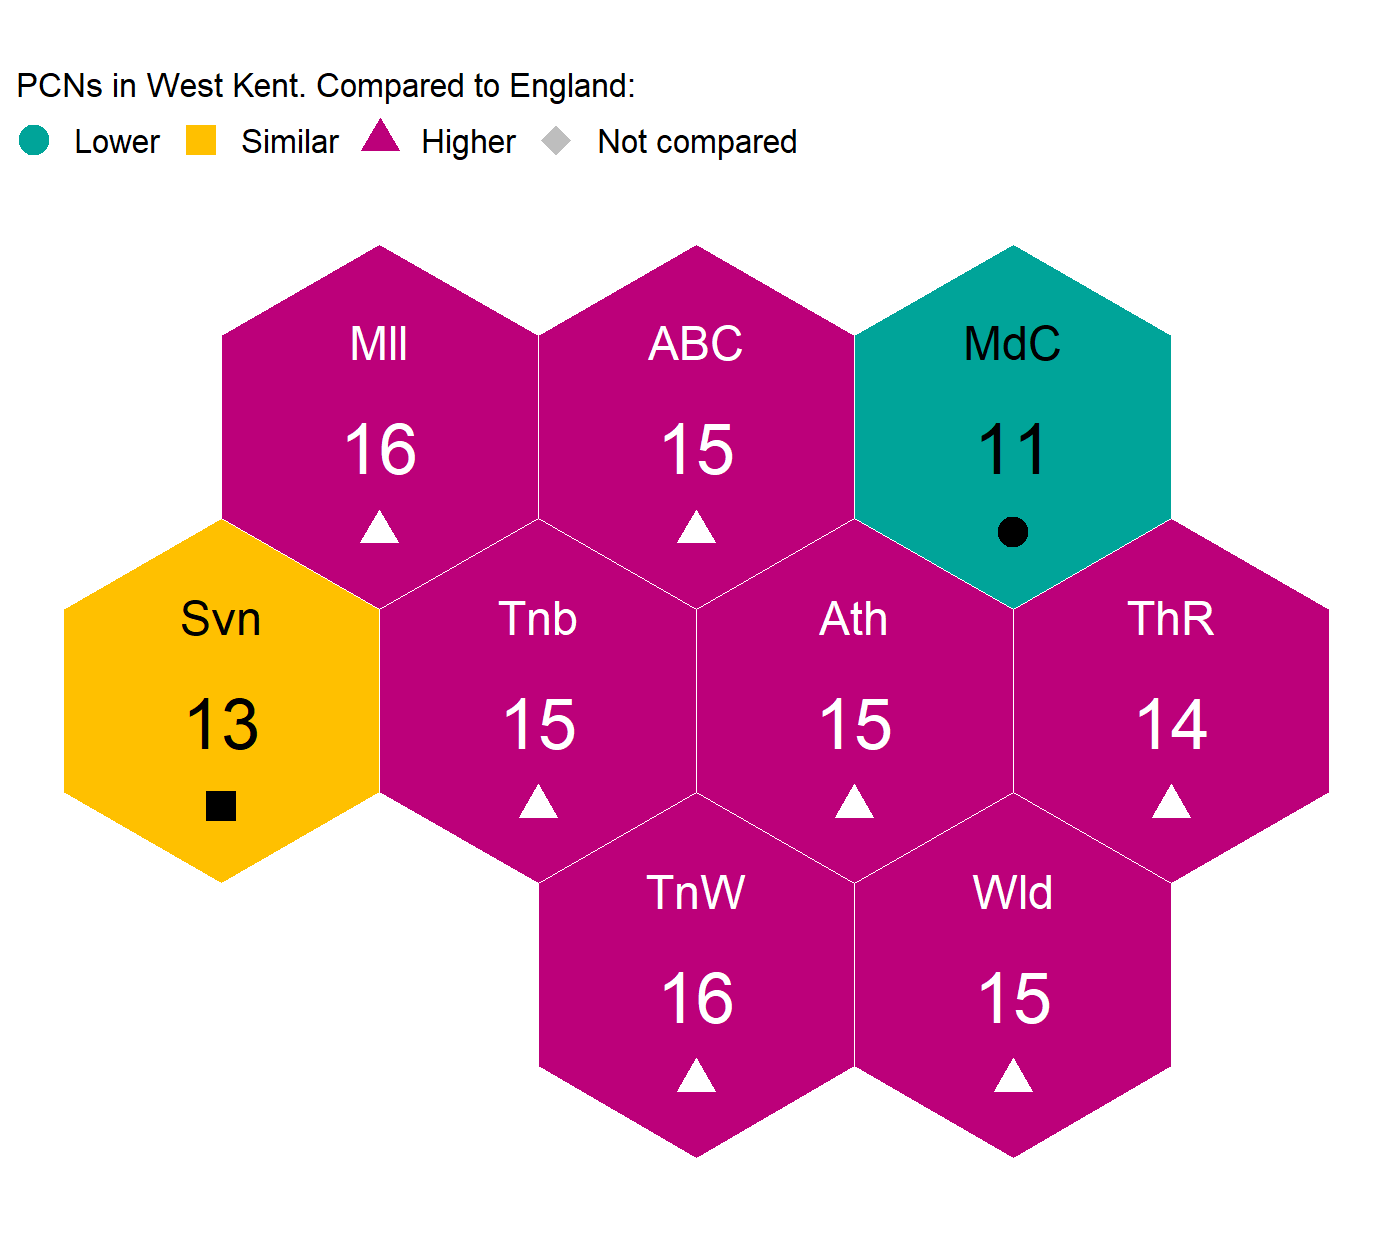 PCNs in West Kent. Compared to England:
Lower Similar Higher Not compared
Mll ABC MdC
16 15 11
Svn Tnb Ath ThR
13 15 15 14
TnW Wld
16 15